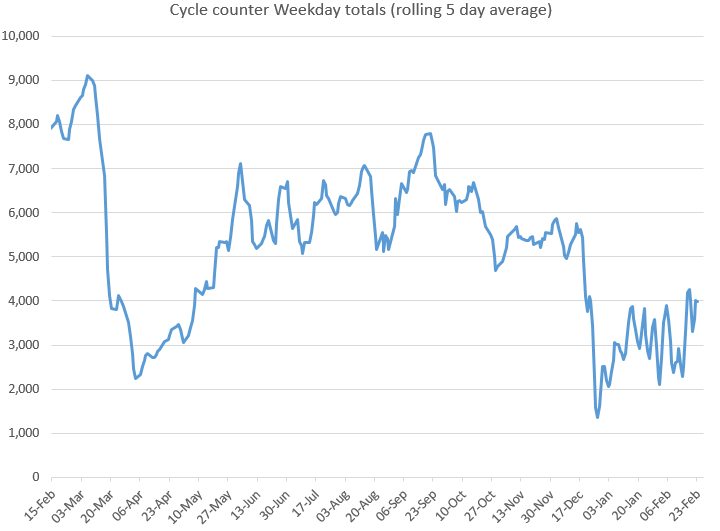 Cycle counter Weekday totals (rolling 5 day average)
10,000
9,000
8,000
7,000
6,000
5,000
4,000
3,000
2,000
1,000
0
15-Feb
03-Mar
20-Mar
06-Apr
23-Apr
10-May
27-May
13-Jun
30-Jun
17-Jul
03-Aug
20-Aug
06-Sep
23-Sep
10-Oct
27-Oct
13-Nov
30-Nov
17-Dec
03-Jan
20-Jan
06-Feb
23-Feb